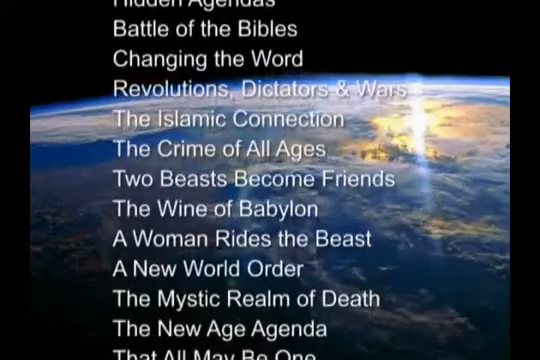 Hidden Agendas
Battle of the Bibles
Changing the Word
Revolutions, Dictators & Wars
The Islamic Connection
The Crime of All Ages
Two Beasts Become Friends
The Wine of Babylon
A Woman Rides the Beast
A New World Order
The Mystic Realm of Death
The New Age Agenda
That All May Be One